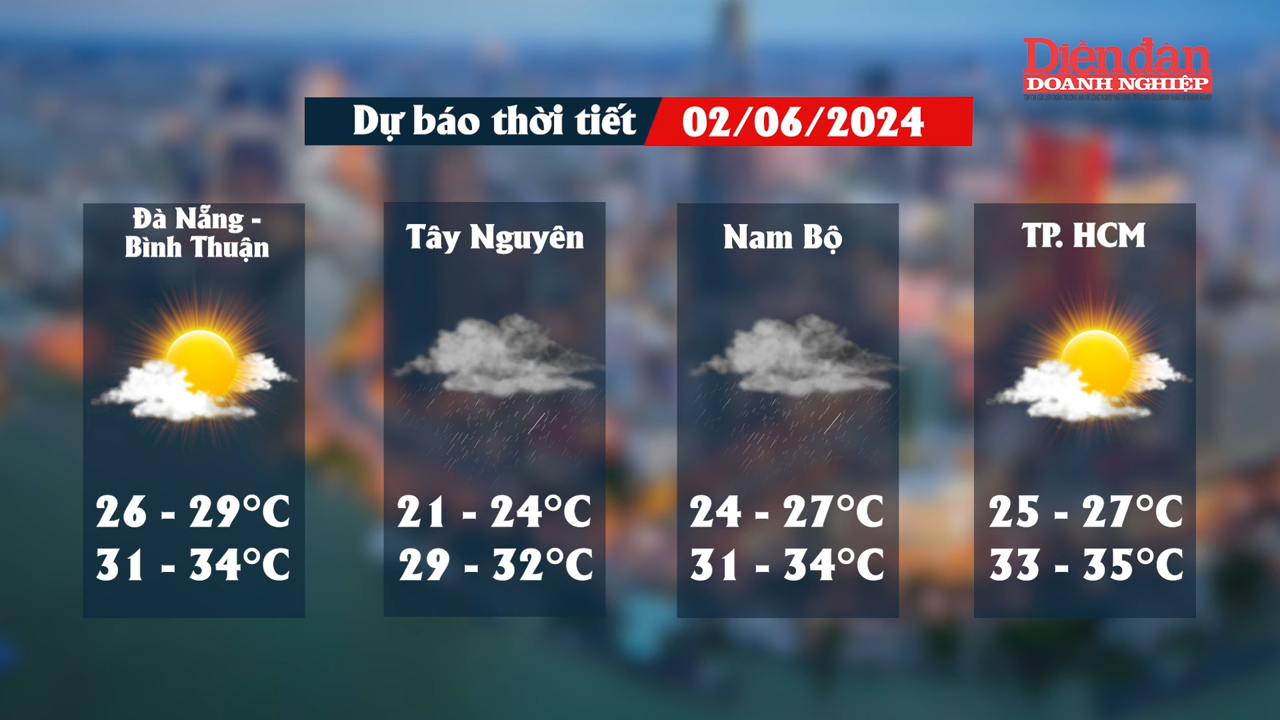 Diễn đàn
DOANH NGHIỆP
Dự báo thời tiết 02/06/2024
Đà Nẵng -
Bình Thuận
26 - 29°C
31 - 34°C
Tây Nguyên
21 - 24°C
29 - 32°C
Nam Bộ
24 - 27°C
31 - 34°C
TP. HCM
25 - 27°C
33 - 35°C